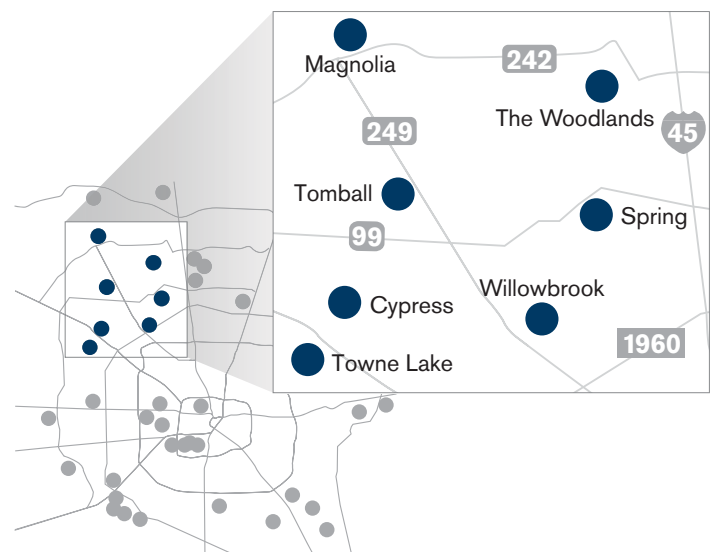 Magnolia
242
The Woodlands
249
45
Tomball
Spring
99
Willowbrook
Cypress
1960
Towne Lake